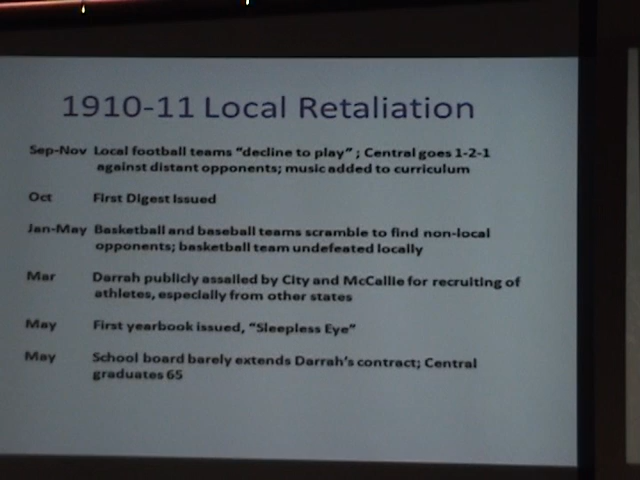 1910-11 Local Retaliation
Sep-Nov Local football teams "decline to play" ; Central goes 1-2-1
against distant opponents; music added to curriculum
Oct First Digest Issued
Jan-May Basketball and baseball teams scramble to find non-local
opponents; basketball team undefeated locally
Mar Darrah publicly assailed by City and McCallie for recruiting of
athletes, especially from other states
May First yearbook issued, "Sleepless Eye"
May School board barely extends Darrah's contract; Central
graduates 65